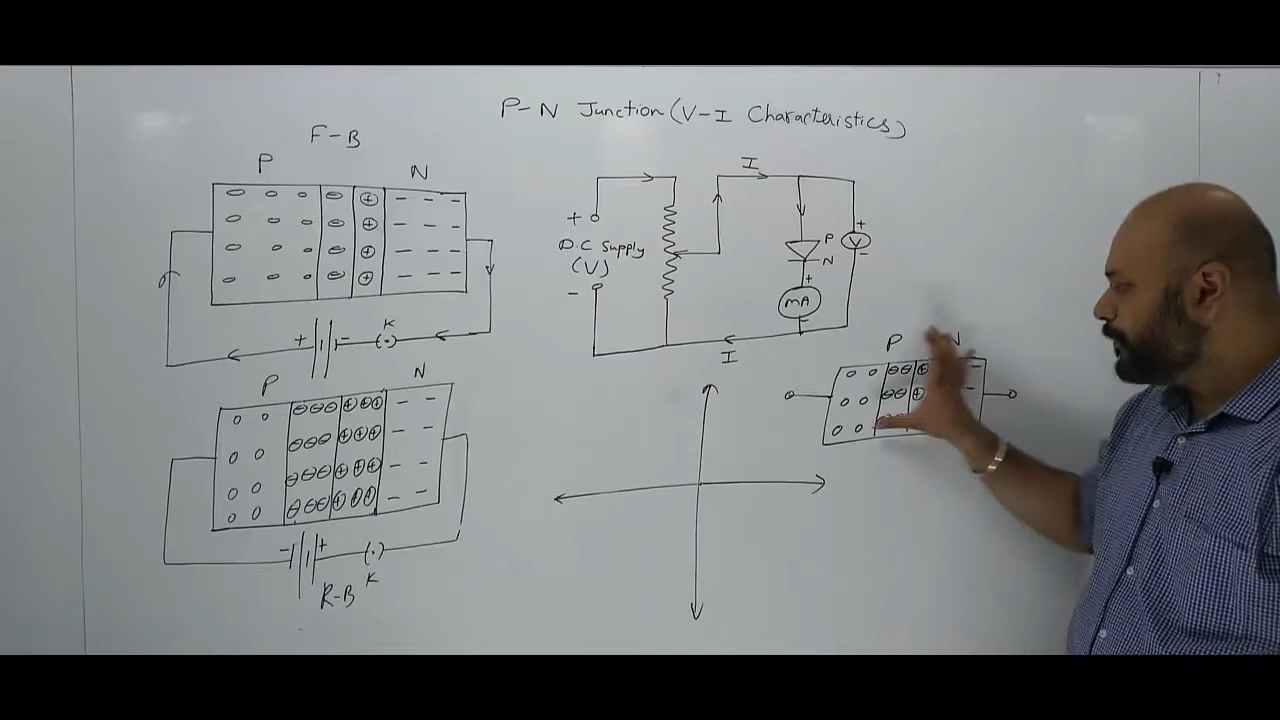 P-N Junction (V-I Characteristics)
F-B
P N
+ - K
P N
- + K
R-B
I
+
D.C Supply
(V)
-
P
N
+
V
-
+
mA
-
I
P N